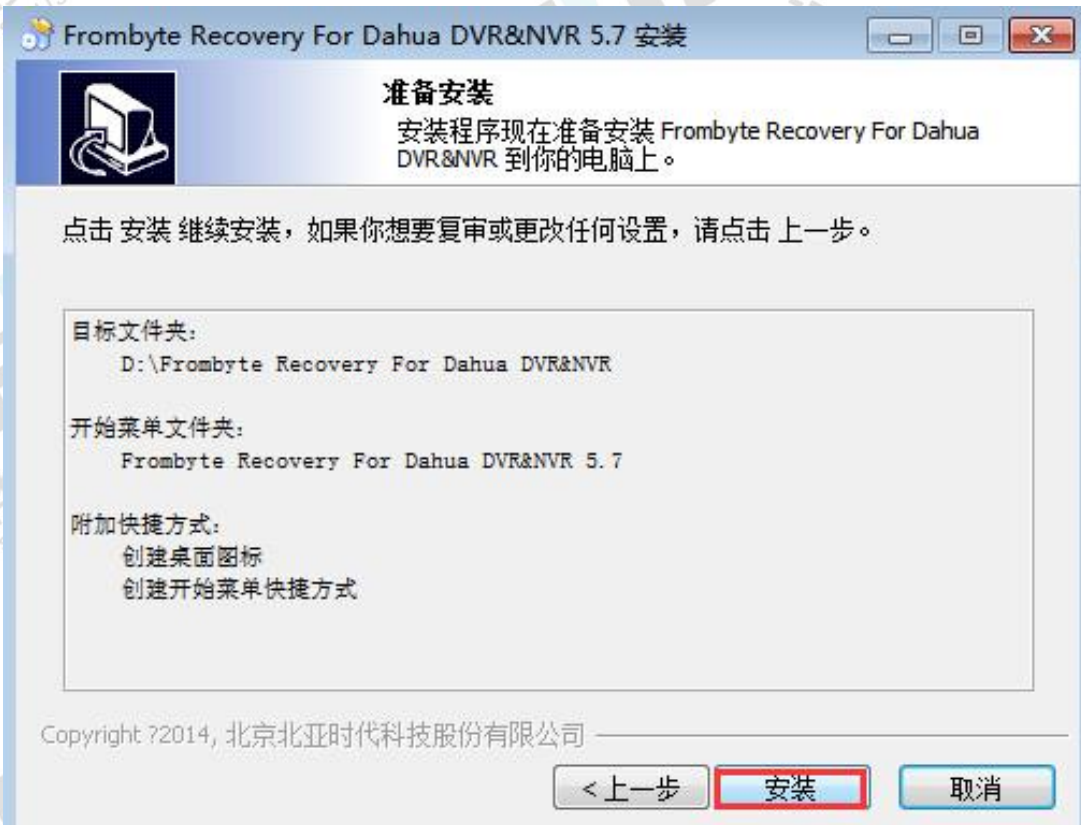 Frombyte Recovery For Dahua DVR&NVR 5.7 安装
准备安装
安装程序现在准备安装 Frombyte Recovery For Dahua
DVR&NVR 到你的电脑上。
点击 安装 继续安装，如果你想要复审或更改任何设置，请点击 上一步。
目标文件夹：
D:\Frombyte Recovery For Dahua DVR&NVR
开始菜单文件夹：
Frombyte Recovery For Dahua DVR&NVR 5.7
附加快捷方式：
创建桌面图标
创建开始菜单快捷方式
Copyright ?2014, 北京北亚时代科技股份有限公司
<上一步 安装 取消